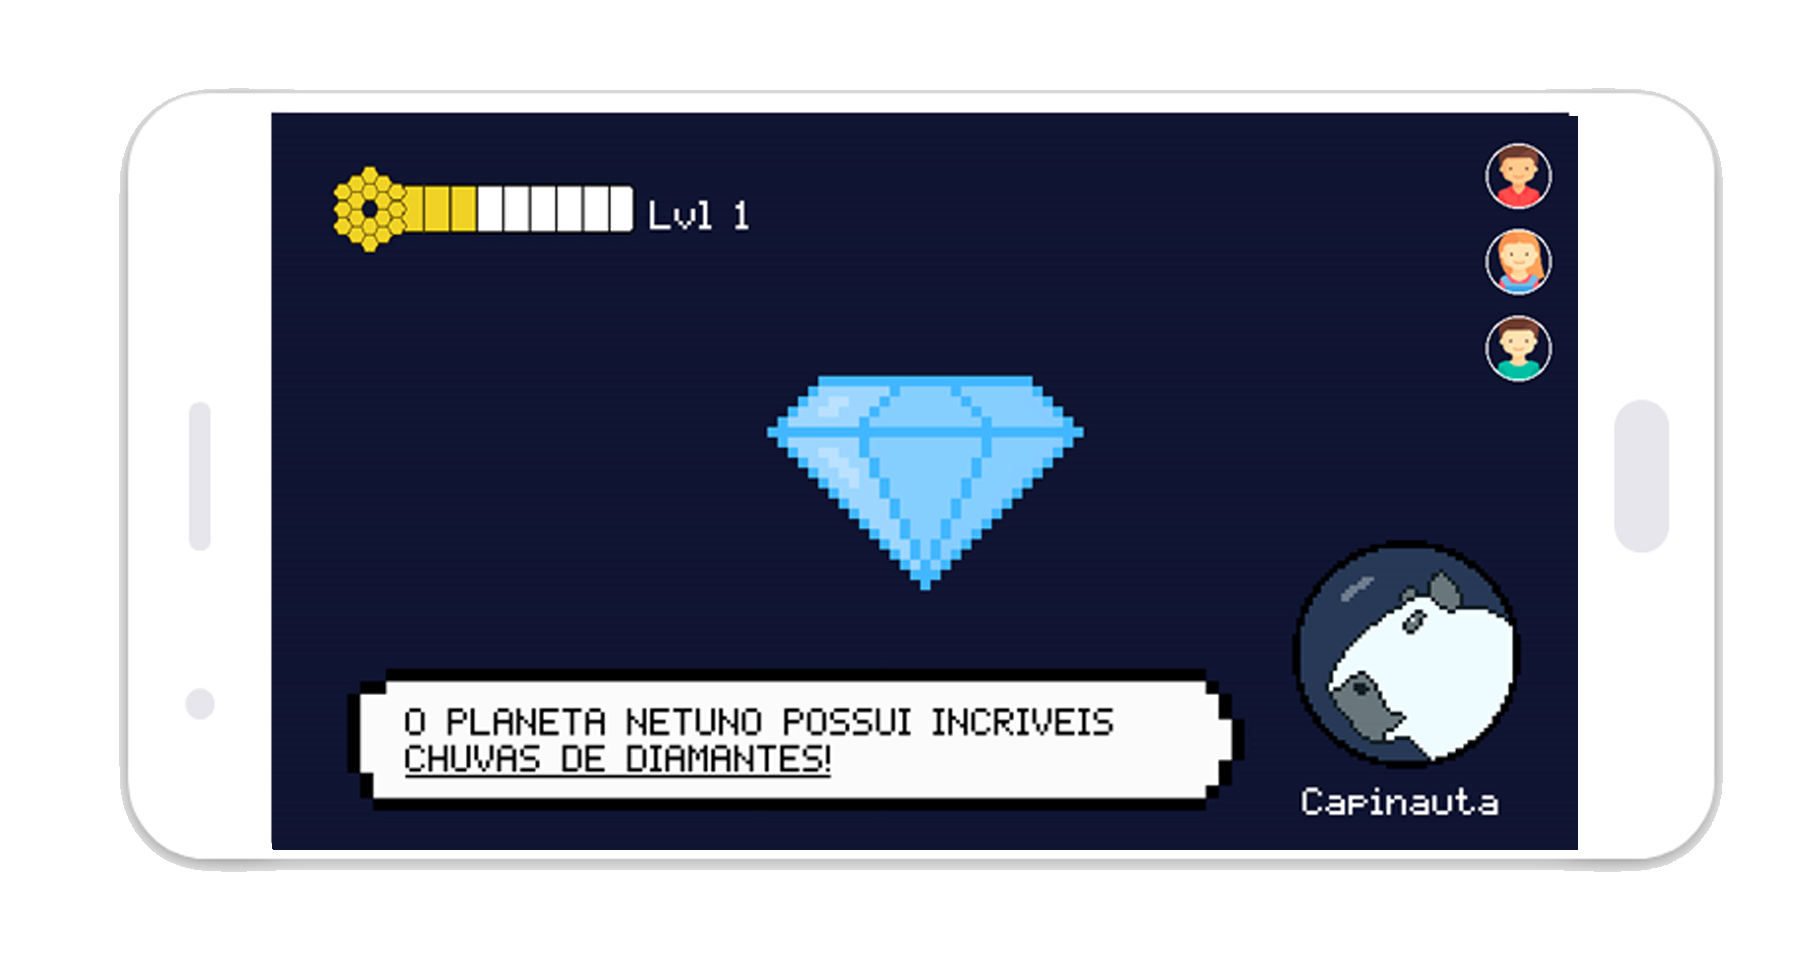 Lvl 1
O PLANETA NETUNO POSSUI INCRIVEIS
CHUVAS DE DIAMANTES!
Capinauta